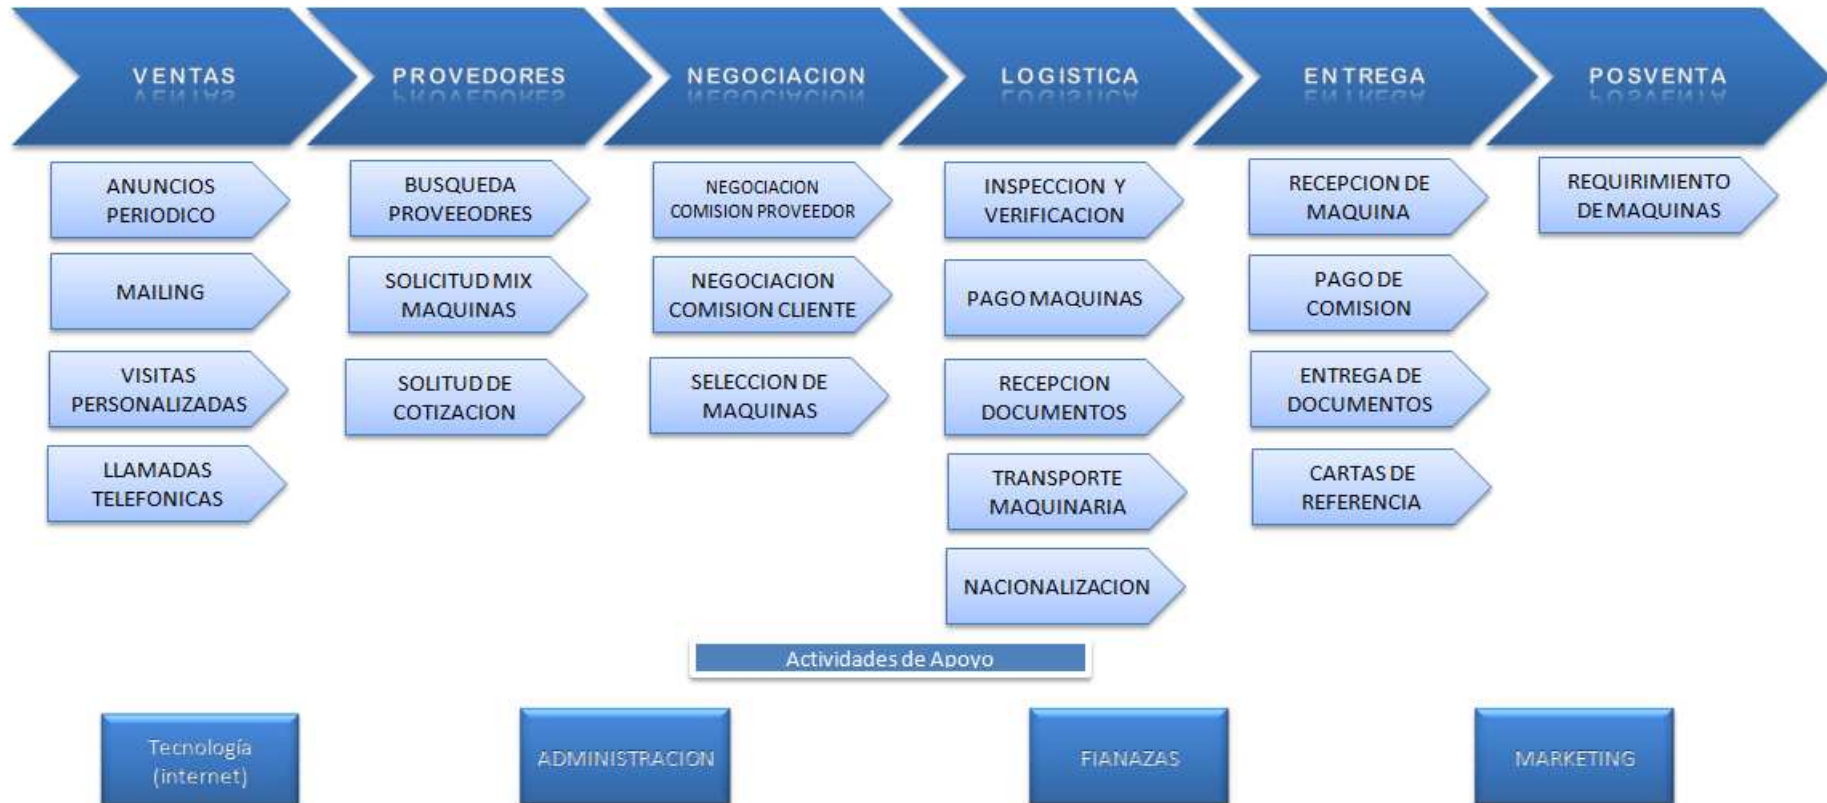 VENTAS
PROVEDORES
NEGOCIACION
LOGISTICA
ENTREGA
POSVENTA
ANUNCIOS
PERIODICO
MAILING
VISITAS
PERSONALIZADAS
LLAMADAS
TELEFONICAS
BUSQUEDA
PROVEEODRES
SOLICITUD MIX
MAQUINAS
SOLITUD DE
COTIZACION
NEGOCIACION
COMISION PROVEEDOR
NEGOCIACION
COMISION CLIENTE
SELECCION DE
MAQUINAS
INSPECCION Y
VERIFICACION
PAGO MAQUINAS
RECEPCION
DOCUMENTOS
TRANSPORTE
MAQUINARIA
NACIONALIZACION
RECEPCION DE
MAQUINA
PAGO DE
COMISION
ENTREGA DE
DOCUMENTOS
CARTAS DE
REFERENCIA
REQUIRIMIENTO
DE MAQUINAS
Actividades de Apoyo
Tecnología
(internet)
ADMINISTRACION
FIANAZAS
MARKETING